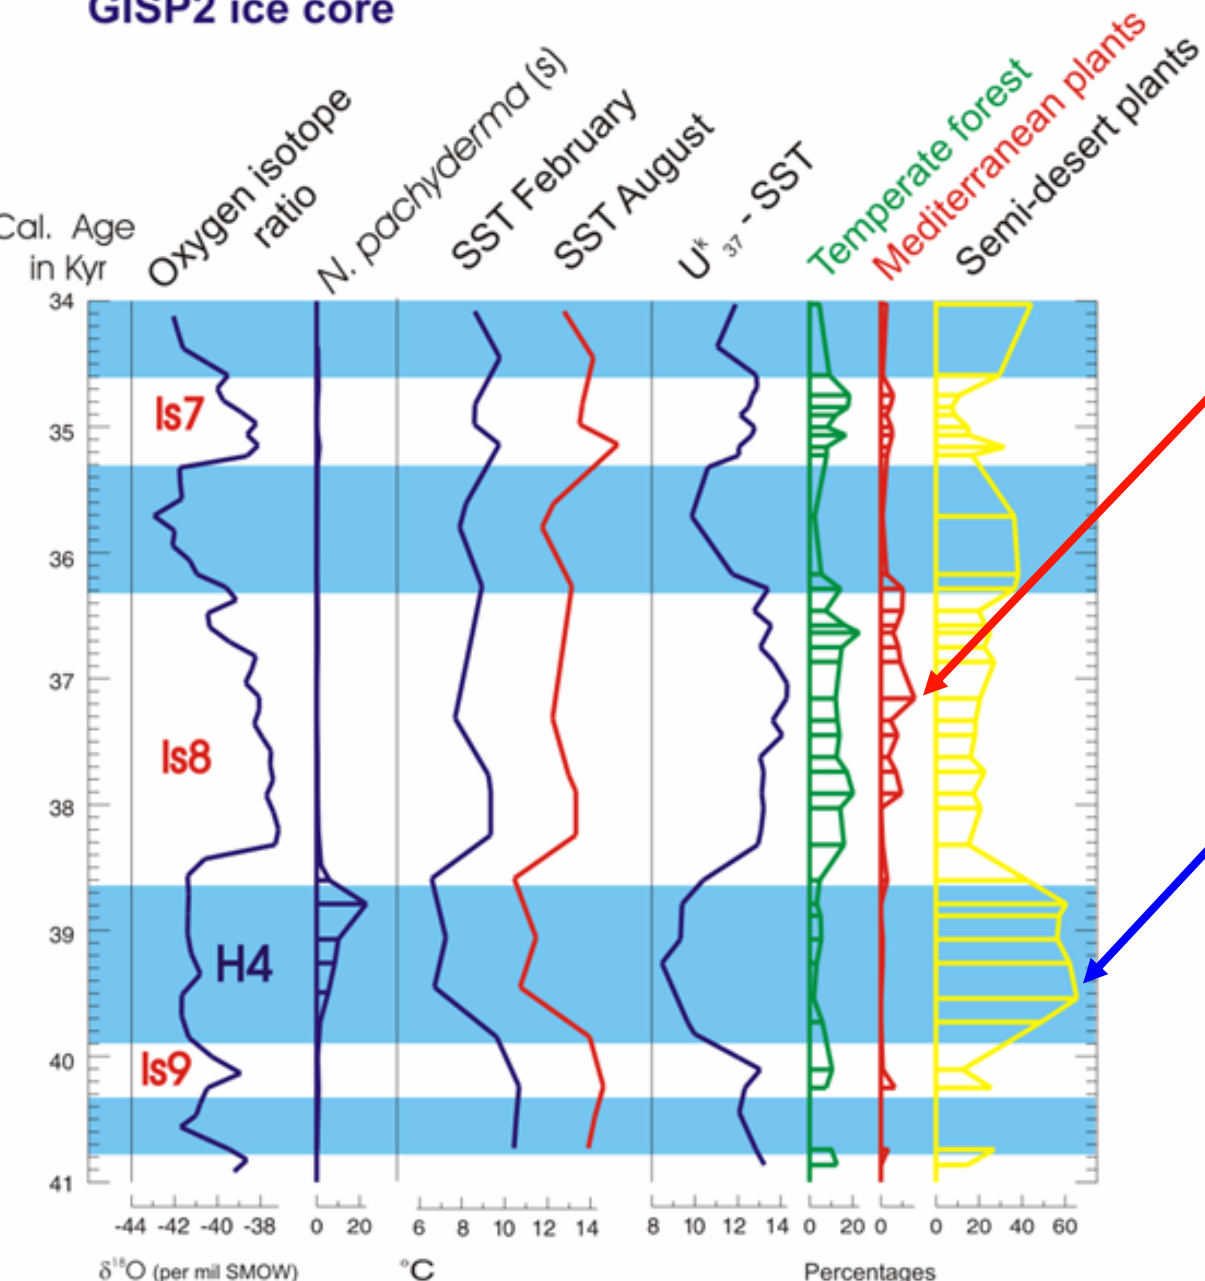 GISP2 ice core
Cal. Age
in Kyr
Oxygen isotope
ratio
N. pachyderma (s)
SST February
SST August
Uᵏ₃₇ - SST
Temperate forest
Mediterranean plants
Semi-desert plants
34
35
36
37
38
39
40
41
Is7
Is8
H4
Is9
-44 -42 -40 -38
0 20
6 8 10 12 14
8 10 12 14
0 20
0
0 20 40 60
δ¹⁸O (per mil SMOW)
°C
Percentages